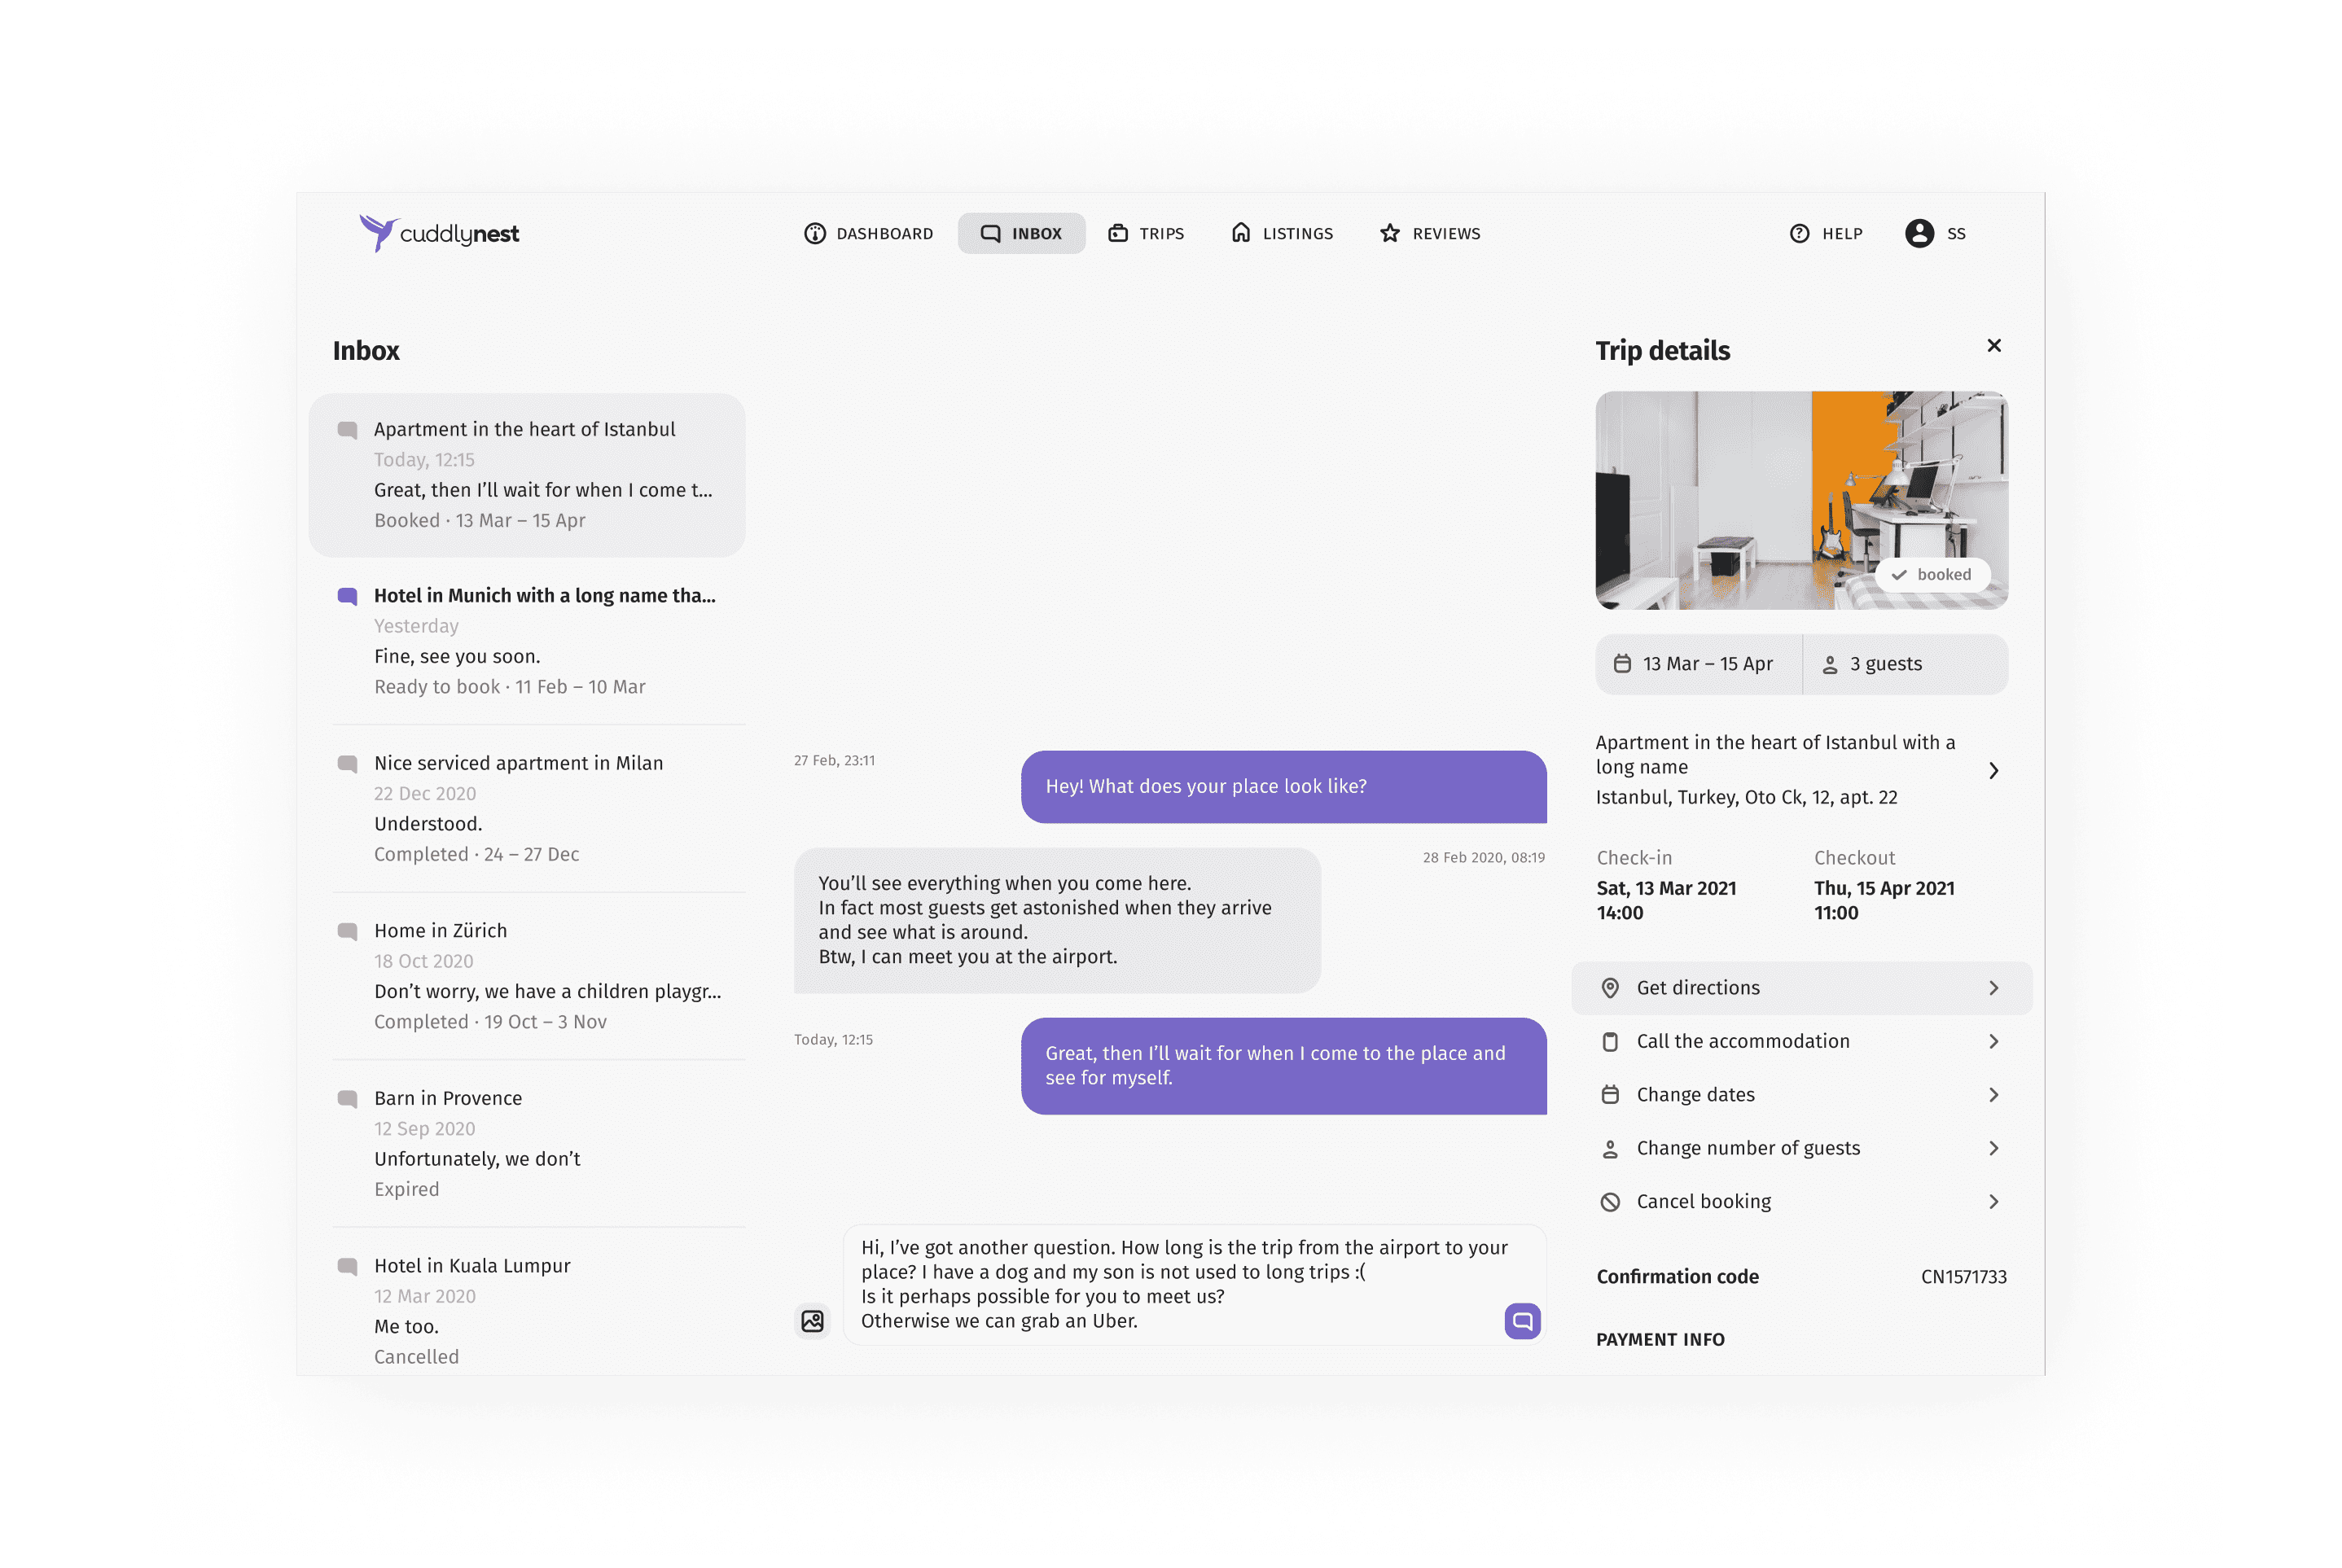 cuddlynest
DASHBOARD
INBOX
TRIPS
LISTINGS
REVIEWS
HELP
SS
Inbox
Apartment in the heart of Istanbul
Today, 12:15
Great, then I’ll wait for when I come t...
Booked · 13 Mar – 15 Apr
Hotel in Munich with a long name tha...
Yesterday
Fine, see you soon.
Ready to book · 11 Feb – 10 Mar
Nice serviced apartment in Milan
22 Dec 2020
Understood.
Completed · 24 – 27 Dec
Home in Zürich
18 Oct 2020
Don’t worry, we have a children playgr...
Completed · 19 Oct – 3 Nov
Barn in Provence
12 Sep 2020
Unfortunately, we don’t
Expired
Hotel in Kuala Lumpur
12 Mar 2020
Me too.
Cancelled
27 Feb, 23:11
Hey! What does your place look like?
28 Feb 2020, 08:19
You’ll see everything when you come here.
In fact most guests get astonished when they arrive
and see what is around.
Btw, I can meet you at the airport.
Today, 12:15
Great, then I’ll wait for when I come to the place and
see for myself.
Hi, I’ve got another question. How long is the trip from the airport to your
place? I have a dog and my son is not used to long trips :(
Is it perhaps possible for you to meet us?
Otherwise we can grab an Uber.
Trip details
booked
13 Mar – 15 Apr
3 guests
Apartment in the heart of Istanbul with a
long name
Istanbul, Turkey, Oto Ck, 12, apt. 22
Check-in
Sat, 13 Mar 2021
14:00
Checkout
Thu, 15 Apr 2021
11:00
Get directions
Call the accommodation
Change dates
Change number of guests
Cancel booking
Confirmation code
CN1571733
PAYMENT INFO